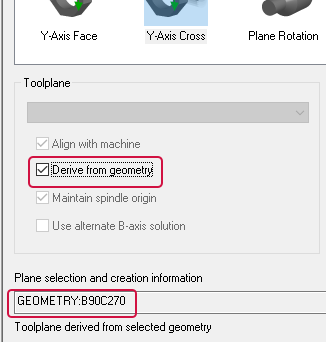 Y-Axis Face
Y-Axis Cross
Plane Rotation
Toolplane
Align with machine
Derive from geometry
Maintain spindle origin
Use alternate B-axis solution
Plane selection and creation information
GEOMETRY:B90C270
Toolplane derived from selected geometry